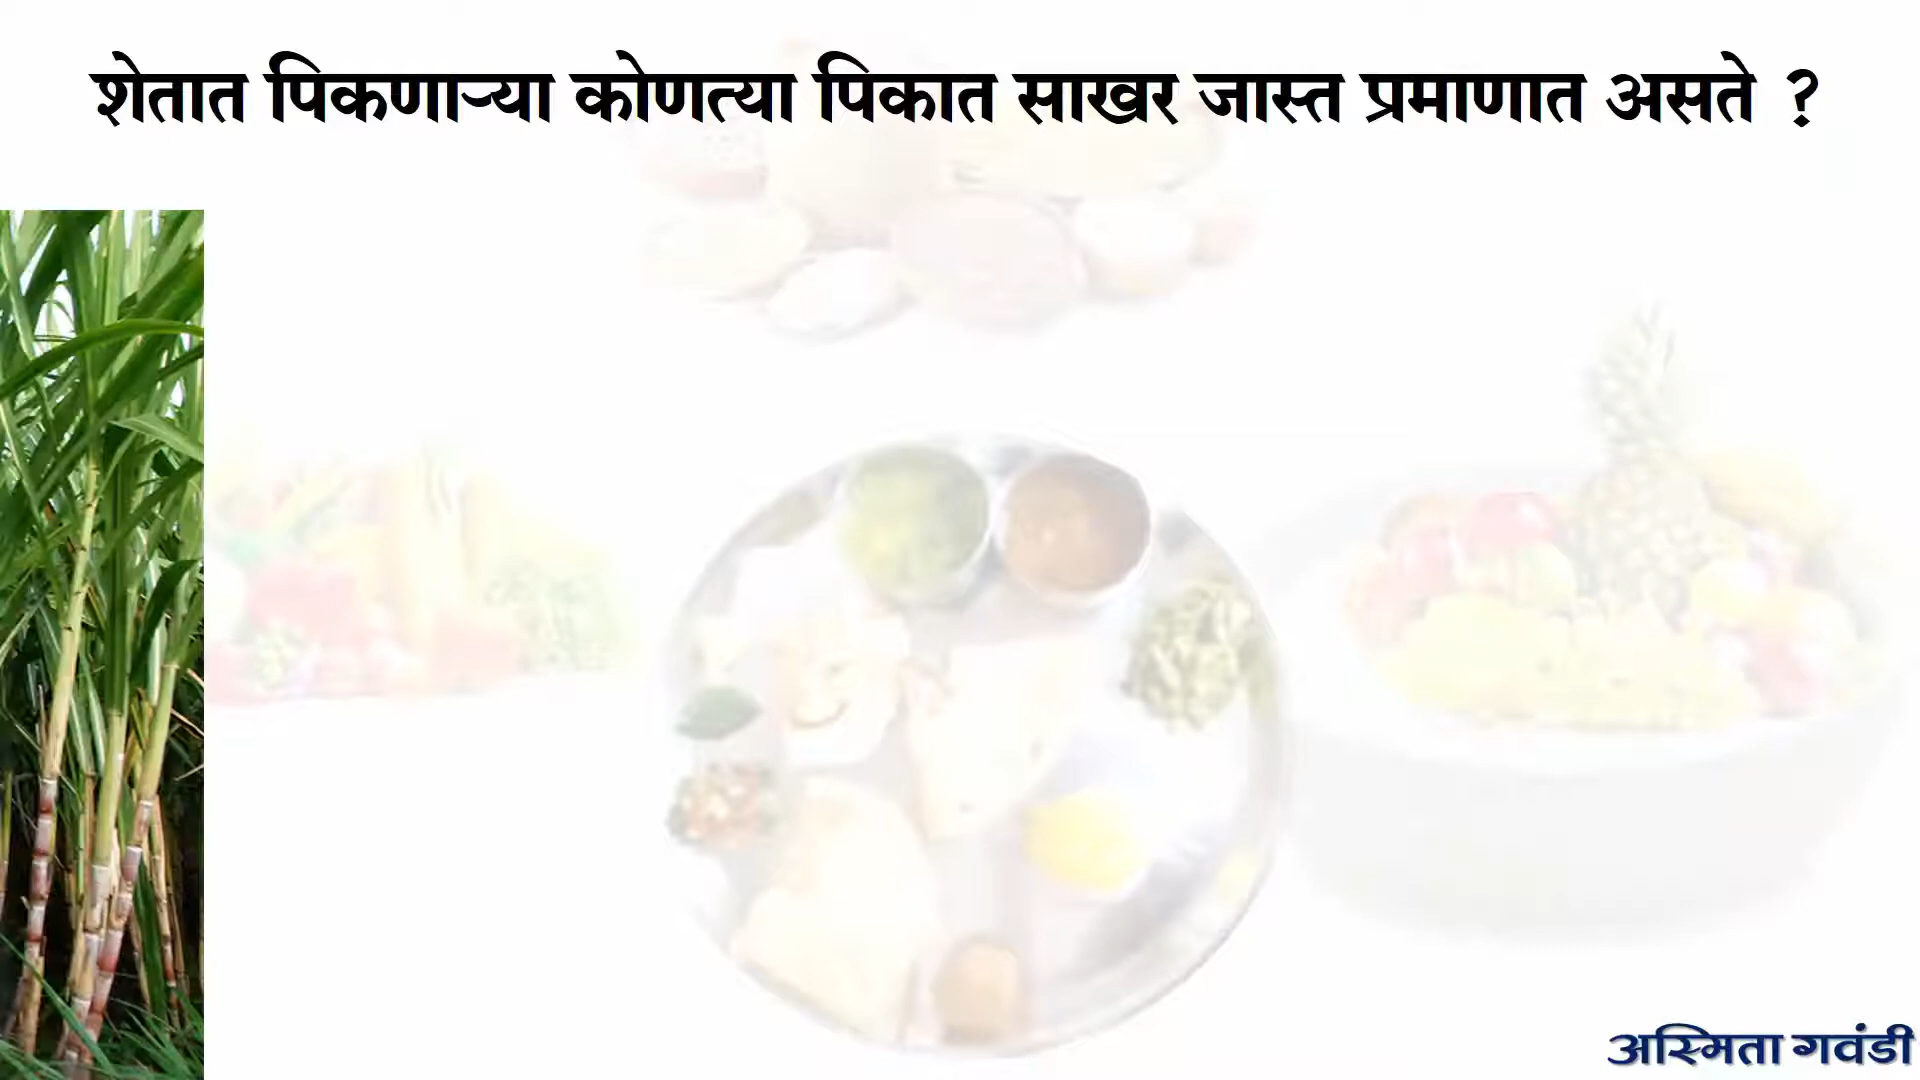 शेतात पिकणाऱ्या कोणत्या पिकात साखर जास्त प्रमाणात असते ?
अस्मिता गवंडी